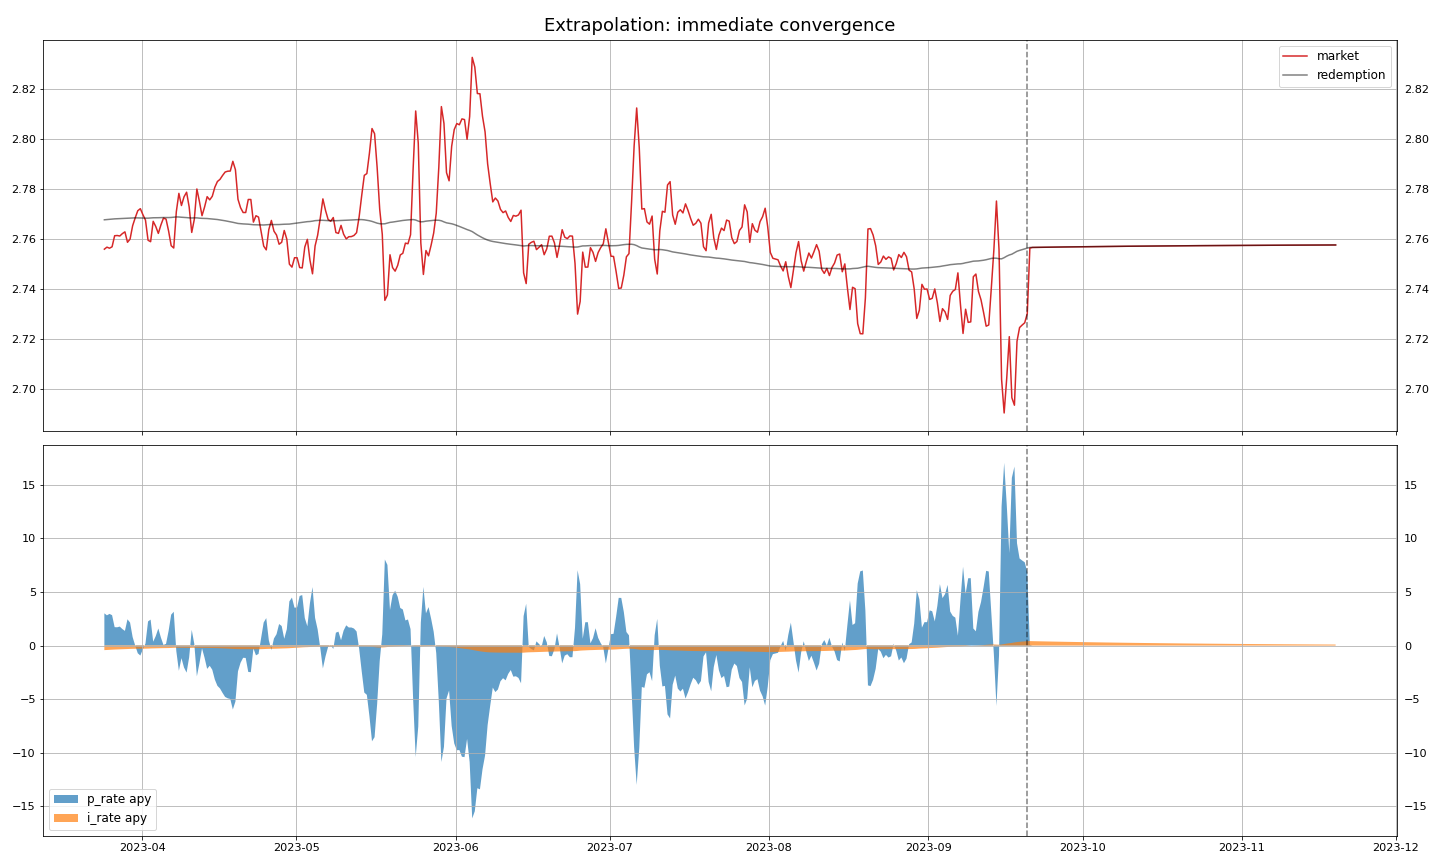 Extrapolation: immediate convergence
market
redemption
2.82 2.82
2.80 2.80
2.78 2.78
2.76 2.76
2.74 2.74
2.72 2.72
2.70 2.70
15 15
10 10
5 5
0 0
−5 −5
−10 −10
−15 −15
p_rate apy
i_rate apy
2023-04 2023-05 2023-06 2023-07 2023-08 2023-09 2023-10 2023-11 2023-12